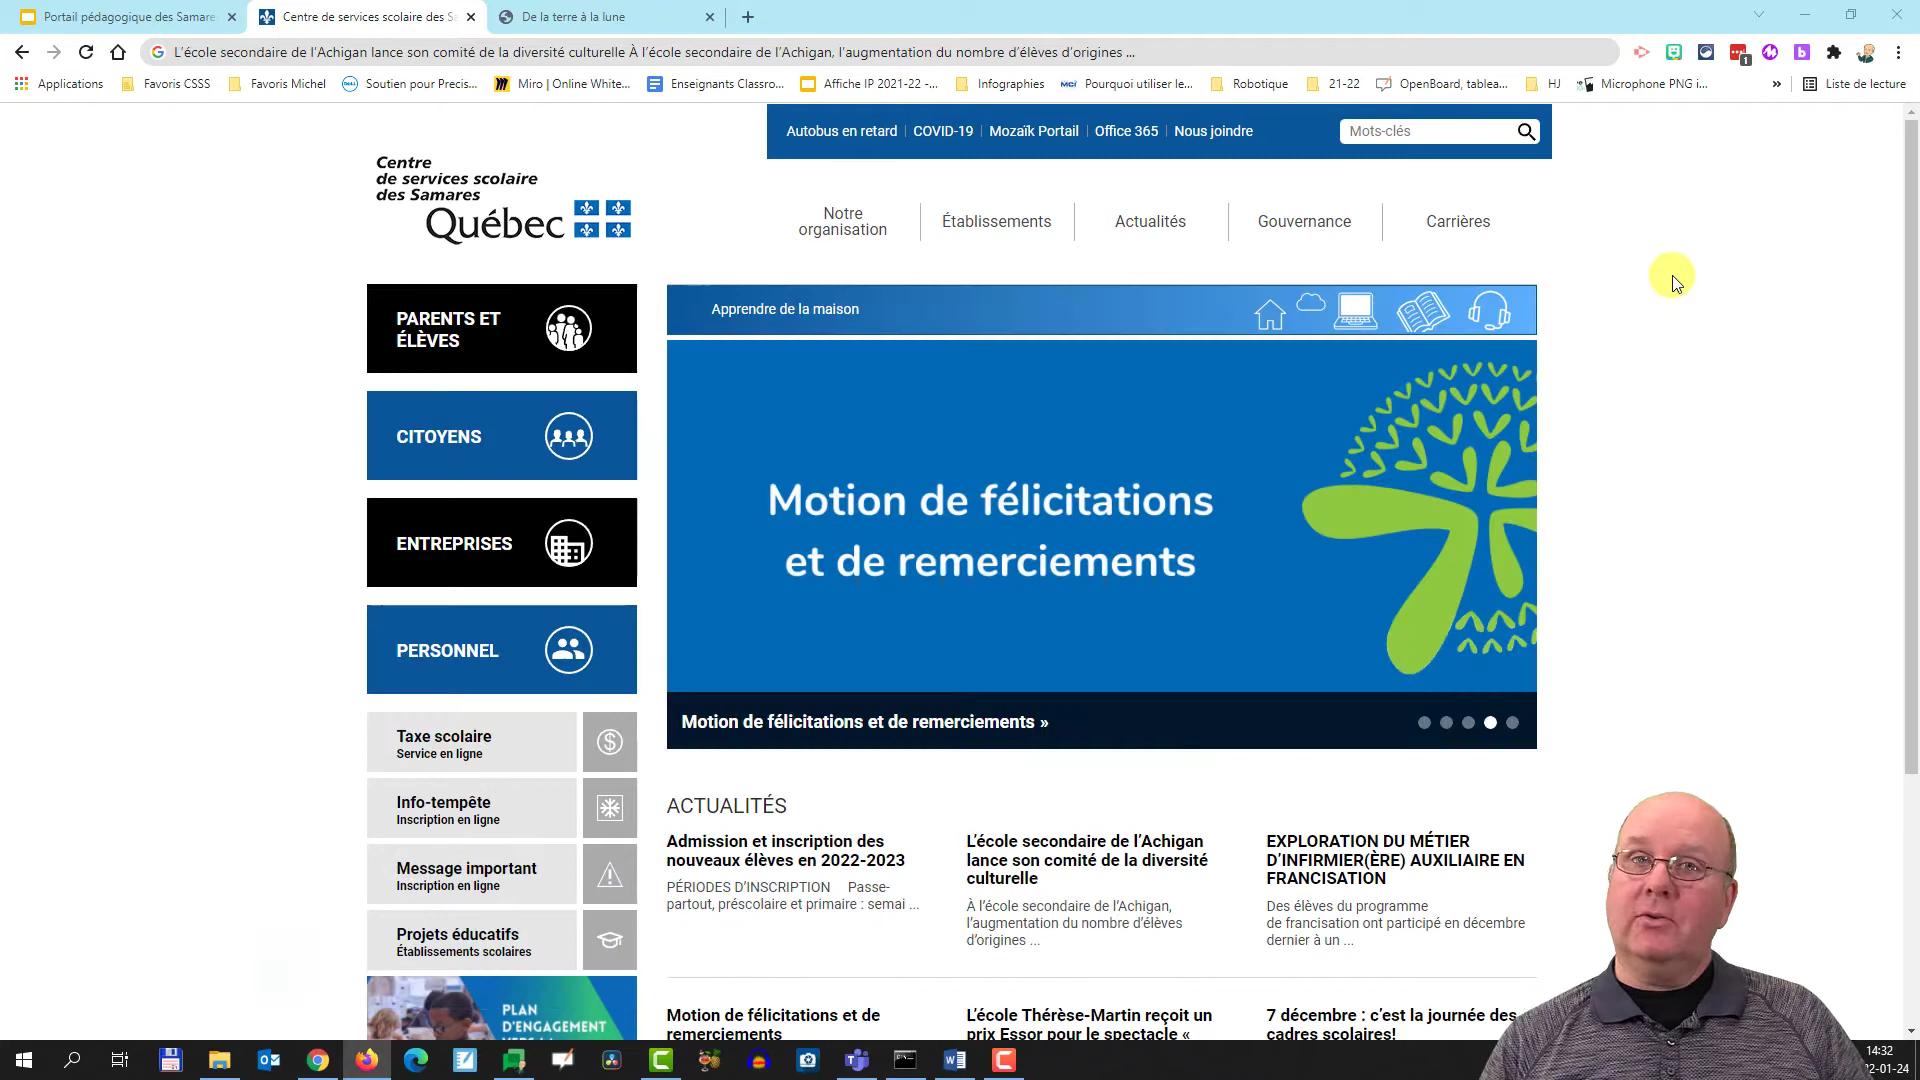 Portail pédagogique des Samare
Centre de services scolaire des Sa
De la terre à la lune
L'école secondaire de l'Achigan lance son comité de la diversité culturelle À l'école secondaire de l'Achigan, l'augmentation du nombre d'élèves d'origines ...
1
Applications
Favoris CSSS
Favoris Michel
Soutien pour Precis...
Miro | Online White...
Enseignants Classro...
Affiche IP 2021-22 -...
Infographies
Pourquoi utiliser le...
Robotique
21-22
OpenBoard, tablea...
HJ
Microphone PNG i...
»
Liste de lecture
Autobus en retard
COVID-19
Mozaïk Portail
Office 365
Nous joindre
Mots-clés
Centre
de services scolaire
des Samares
Québec
Notre
organisation
Établissements
Actualités
Gouvernance
Carrières
PARENTS ET
ÉLÈVES
CITOYENS
ENTREPRISES
PERSONNEL
Apprendre de la maison
Motion de félicitations
et de remerciements
Motion de félicitations et de remerciements »
Taxe scolaire
Service en ligne
Info-tempête
Inscription en ligne
Message important
Inscription en ligne
Projets éducatifs
Établissements scolaires
PLAN
D'ENGAGEMENT
ACTUALITÉS
Admission et inscription des
nouveaux élèves en 2022-2023
PÉRIODES D'INSCRIPTION Passe-
partout, préscolaire et primaire : semai ...
L'école secondaire de l'Achigan
lance son comité de la diversité
culturelle
À l'école secondaire de l'Achigan,
l'augmentation du nombre d'élèves
d'origines ...
EXPLORATION DU MÉTIER
D'INFIRMIER(ÈRE) AUXILIAIRE EN
FRANCISATION
Des élèves du programme
de francisation ont participé en décembre
dernier à un ...
Motion de félicitations et de
remerciements
L'école Thérèse-Martin reçoit un
prix Essor pour le spectacle «
7 décembre : c'est la journée des
cadres scolaires!
14:32
2-01-24